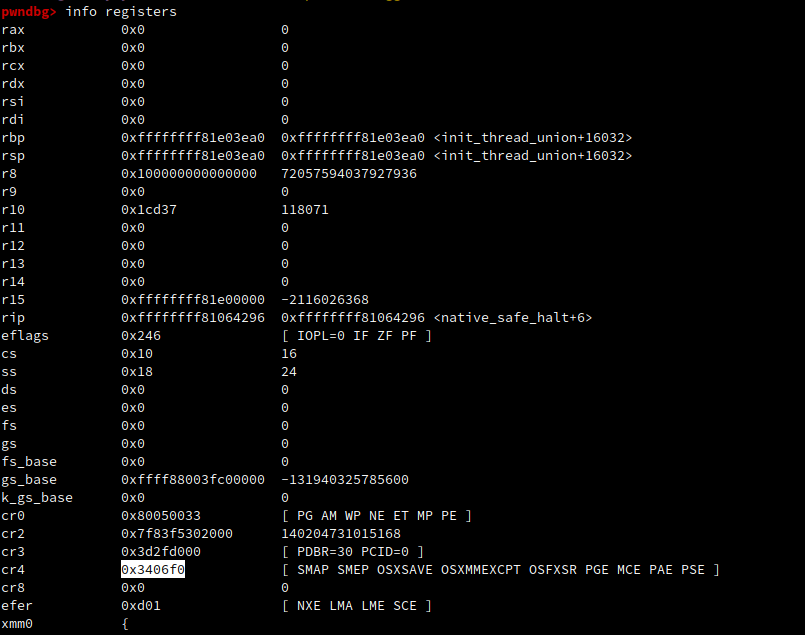 pwndbg> info registers
rax 0x0 0
rbx 0x0 0
rcx 0x0 0
rdx 0x0 0
rsi 0x0 0
rdi 0x0 0
rbp 0xffffffff81e03ea0 0xffffffff81e03ea0 <init_thread_union+16032>
rsp 0xffffffff81e03ea0 0xffffffff81e03ea0 <init_thread_union+16032>
r8 0x100000000000000 72057594037927936
r9 0x0 0
r10 0x1cd37 118071
r11 0x0 0
r12 0x0 0
r13 0x0 0
r14 0x0 0
r15 0xffffffff81e00000 -2116026368
rip 0xffffffff81064296 0xffffffff81064296 <native_safe_halt+6>
eflags 0x246 [ IOPL=0 IF ZF PF ]
cs 0x10 16
ss 0x18 24
ds 0x0 0
es 0x0 0
fs 0x0 0
gs 0x0 0
fs_base 0x0 0
gs_base 0xffff88003fc00000 -131940325785600
k_gs_base 0x0 0
cr0 0x80050033 [ PG AM WP NE ET MP PE ]
cr2 0x7f83f5302000 140204731015168
cr3 0x3d2fd000 [ PDBR=30 PCID=0 ]
cr4 0x3406f0 [ SMAP SMEP OSXSAVE OSXMMEXCPT OSFXSR PGE MCE PAE PSE ]
cr8 0x0 0
efer 0xd01 [ NXE LMA LME SCE ]
xmm0 {